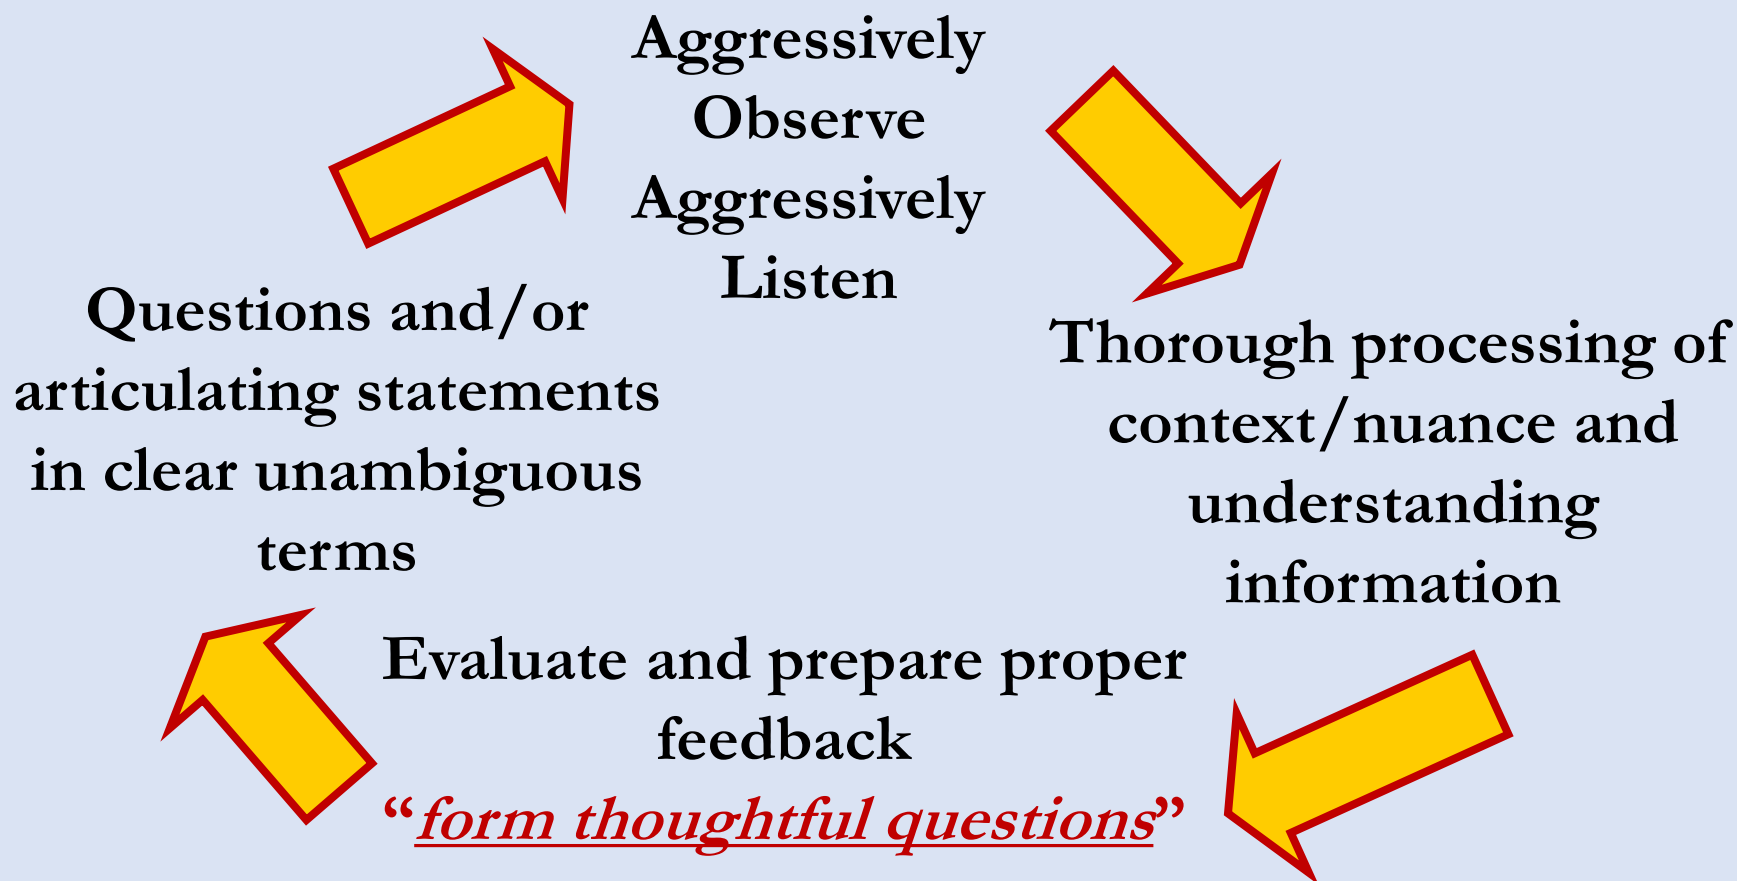 Aggressively
Observe
Aggressively
Listen
Questions and/or
articulating statements
in clear unambiguous
terms
Thorough processing of
context/nuance and
understanding
information
Evaluate and prepare proper
feedback
“form thoughtful questions”